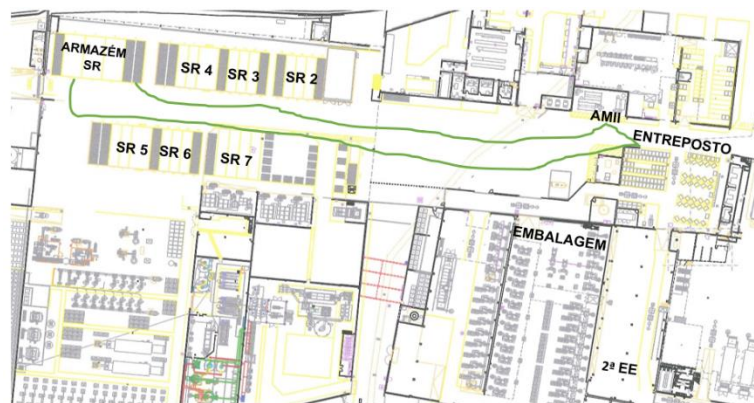 ARMAZÉM
SR
SR 4
SR 3
SR 2
AMII
ENTREPOSTO
SR 5
SR 6
SR 7
EMBALAGEM
2ª EE